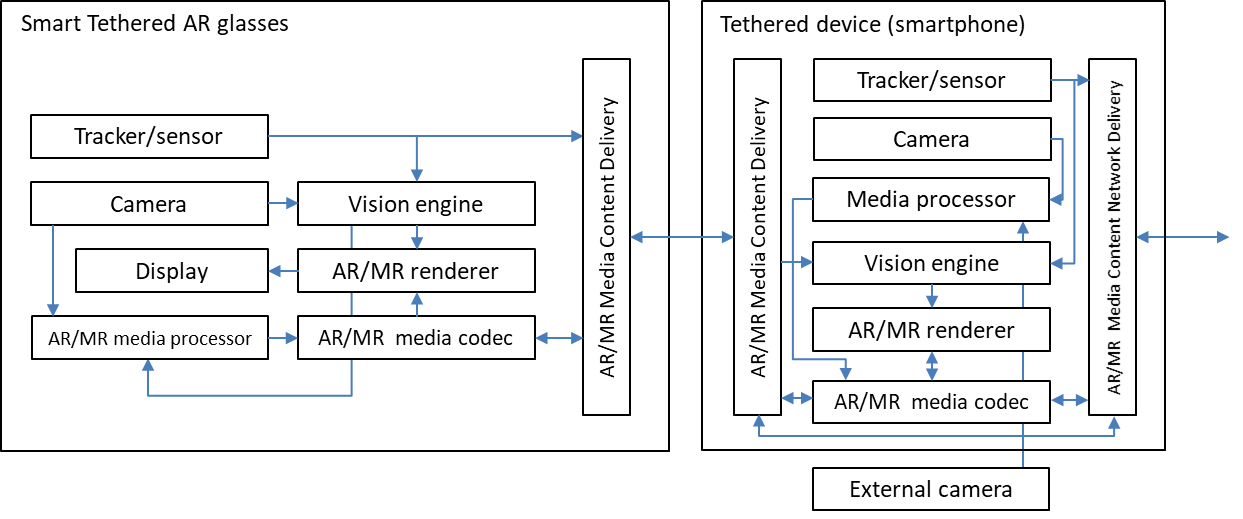 Smart Tethered AR glasses
Tracker/sensor
Camera
Vision engine
Display
AR/MR renderer
AR/MR media processor
AR/MR  media codec
AR/MR Media Content Delivery
Tethered device (smartphone)
AR/MR Media Content Delivery
Tracker/sensor
Camera
Media processor
Vision engine
AR/MR renderer
AR/MR  media codec
AR/MR  Media Content Network Delivery
External camera